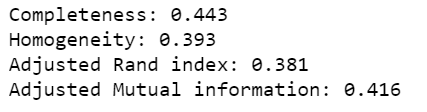 Completeness: 0.443
Homogeneity: 0.393
Adjusted Rand index: 0.381
Adjusted Mutual information: 0.416